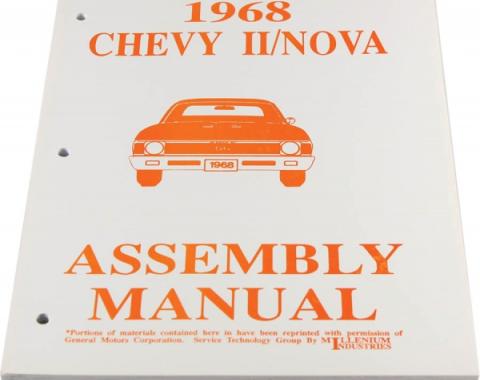 1968
CHEVY II/NOVA
1968
ASSEMBLY
MANUAL
*Portions of materials contained here in have been reprinted with permission of
General Motors Corporation. Service Technology Group By MILLENIUM
INDUSTRIES